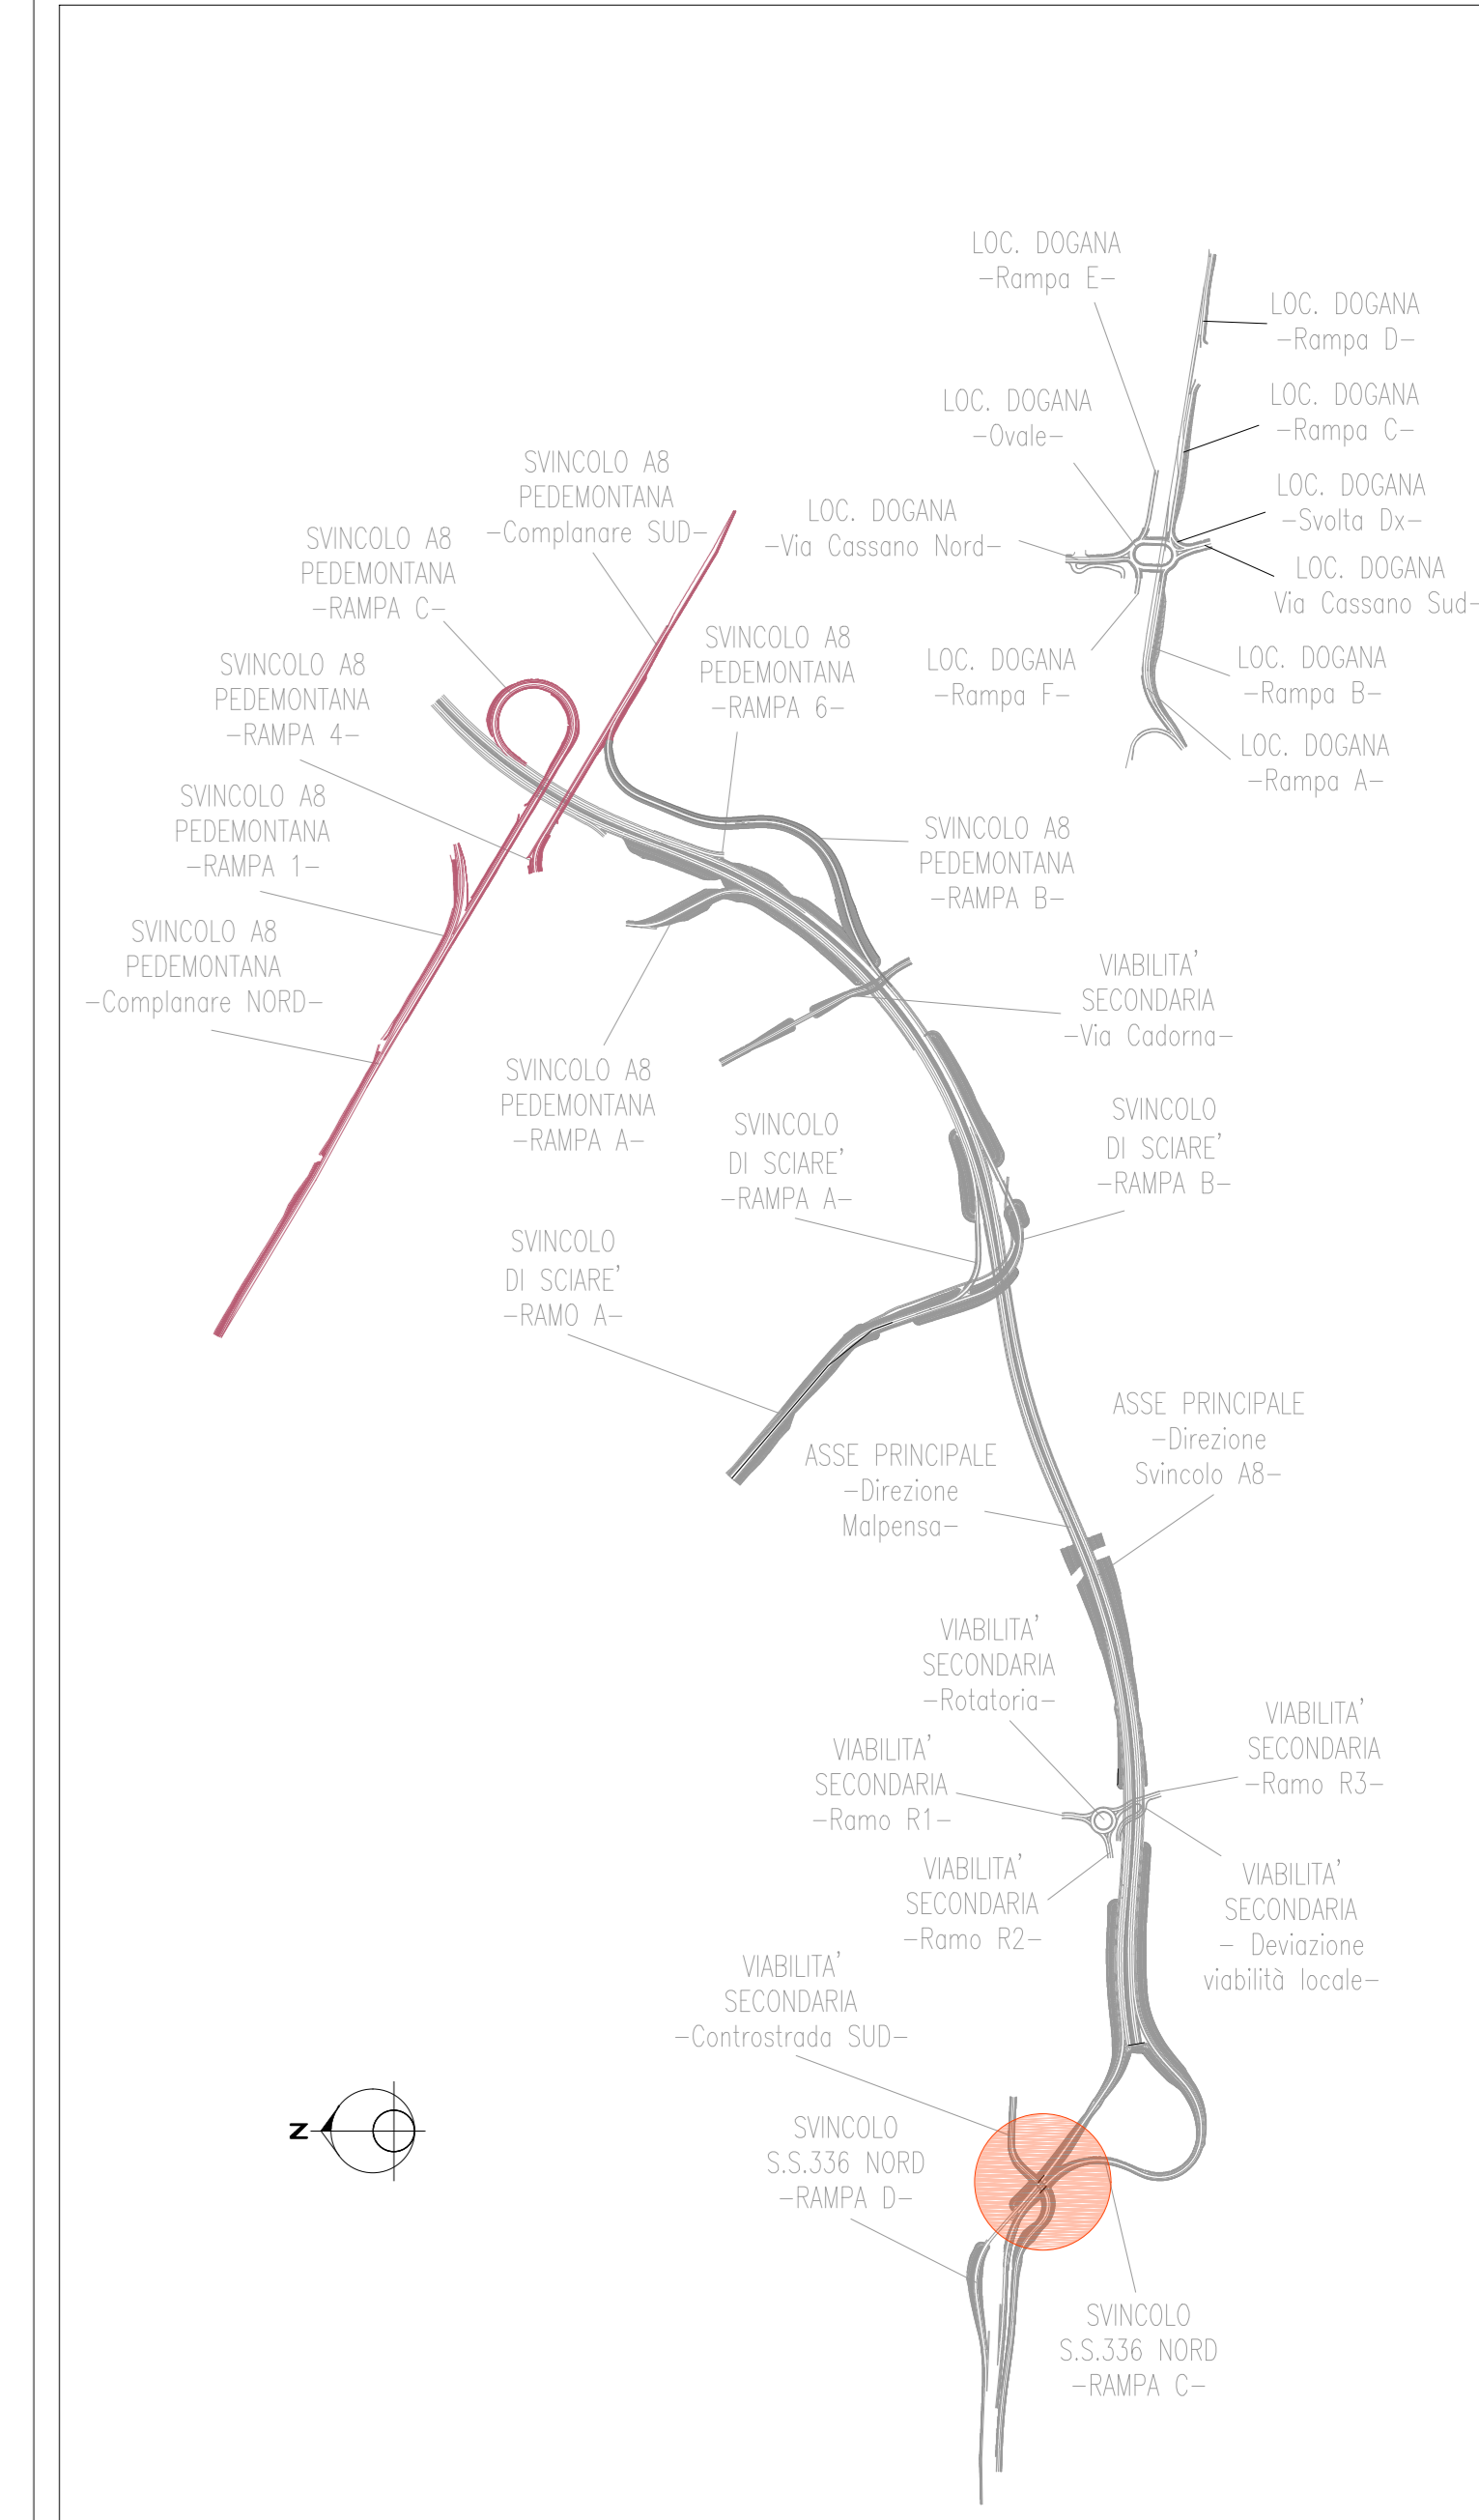 LOC. DOGANA
-Rampa E-
LOC. DOGANA
-Rampa D-
LOC. DOGANA
-Ovale-
LOC. DOGANA
-Rampa C-
SVINCOLO A8
PEDEMONTANA
-Complanare SUD-
LOC. DOGANA
-Via Cassano Nord-
LOC. DOGANA
-Svolta Dx-
SVINCOLO A8
PEDEMONTANA
-RAMPA C-
LOC. DOGANA
Via Cassano Sud-
SVINCOLO A8
PEDEMONTANA
-RAMPA 4-
SVINCOLO A8
PEDEMONTANA
-RAMPA 6-
LOC. DOGANA
-Rampa F-
LOC. DOGANA
-Rampa B-
LOC. DOGANA
-Rampa A-
SVINCOLO A8
PEDEMONTANA
-RAMPA 1-
SVINCOLO A8
PEDEMONTANA
-RAMPA B-
SVINCOLO A8
PEDEMONTANA
-Complanare NORD-
VIABILITA'
SECONDARIA
-Via Cadorna-
SVINCOLO A8
PEDEMONTANA
-RAMPA A-
SVINCOLO
DI SCIARE'
-RAMPA A-
SVINCOLO
DI SCIARE'
-RAMPA B-
SVINCOLO
DI SCIARE'
-RAMO A-
ASSE PRINCIPALE
-Direzione
Svincolo A8-
ASSE PRINCIPALE
-Direzione
Malpensa-
VIABILITA'
SECONDARIA
-Rotatoria-
VIABILITA'
SECONDARIA
-Ramo R3-
VIABILITA'
SECONDARIA
-Ramo R1-
VIABILITA'
SECONDARIA
-Ramo R2-
VIABILITA'
SECONDARIA
- Deviazione
viabilità locale-
VIABILITA'
SECONDARIA
-Controstrada SUD-
N
SVINCOLO
S.S.336 NORD
-RAMPA D-
SVINCOLO
S.S.336 NORD
-RAMPA C-